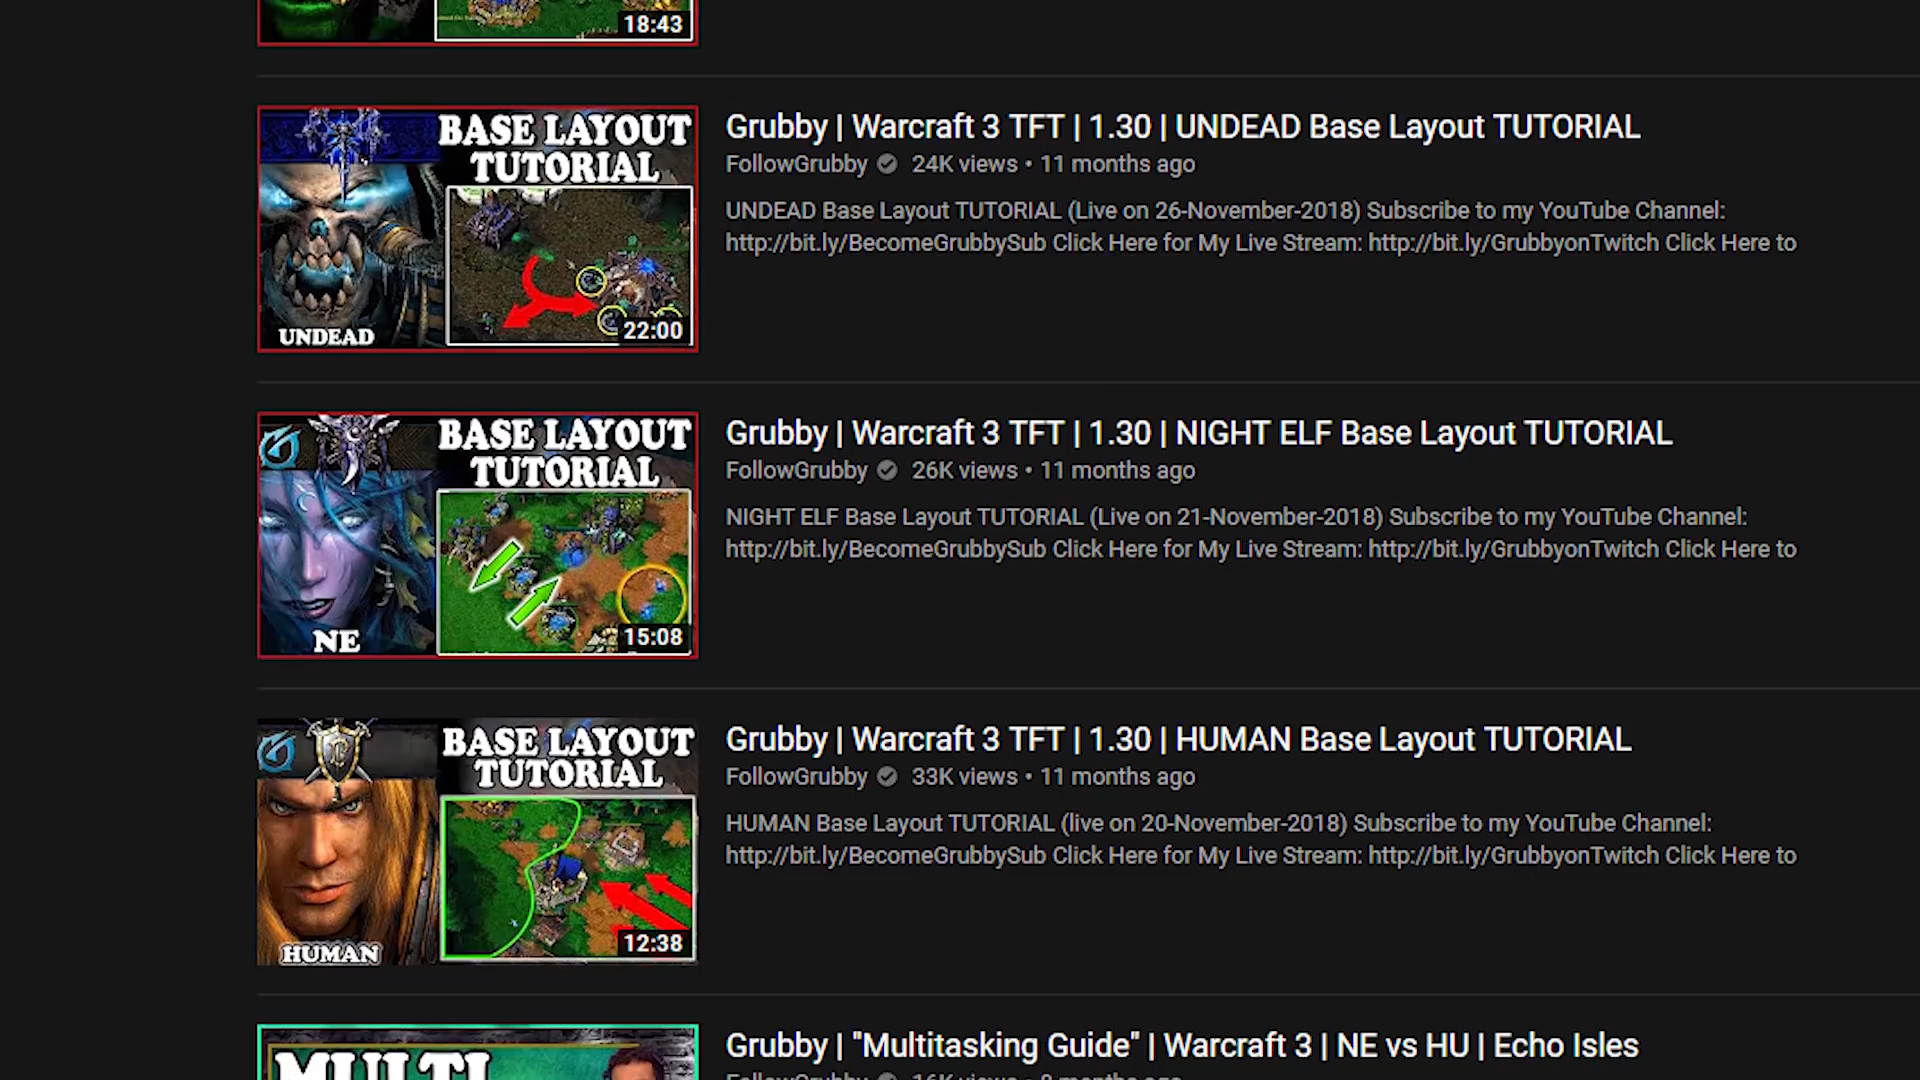 18:43
BASE LAYOUT
TUTORIAL
UNDEAD
22:00
Grubby | Warcraft 3 TFT | 1.30 | UNDEAD Base Layout TUTORIAL
FollowGrubby 24K views • 11 months ago
UNDEAD Base Layout TUTORIAL (Live on 26-November-2018) Subscribe to my YouTube Channel:
http://bit.ly/BecomeGrubbySub Click Here for My Live Stream: http://bit.ly/GrubbyonTwitch Click Here to
BASE LAYOUT
TUTORIAL
NE
15:08
Grubby | Warcraft 3 TFT | 1.30 | NIGHT ELF Base Layout TUTORIAL
FollowGrubby 26K views • 11 months ago
NIGHT ELF Base Layout TUTORIAL (Live on 21-November-2018) Subscribe to my YouTube Channel:
http://bit.ly/BecomeGrubbySub Click Here for My Live Stream: http://bit.ly/GrubbyonTwitch Click Here to
BASE LAYOUT
TUTORIAL
HUMAN
12:38
Grubby | Warcraft 3 TFT | 1.30 | HUMAN Base Layout TUTORIAL
FollowGrubby 33K views • 11 months ago
HUMAN Base Layout TUTORIAL (live on 20-November-2018) Subscribe to my YouTube Channel:
http://bit.ly/BecomeGrubbySub Click Here for My Live Stream: http://bit.ly/GrubbyonTwitch Click Here to
MULTI
Grubby | "Multitasking Guide" | Warcraft 3 | NE vs HU | Echo Isles
FollowGrubby 16K views